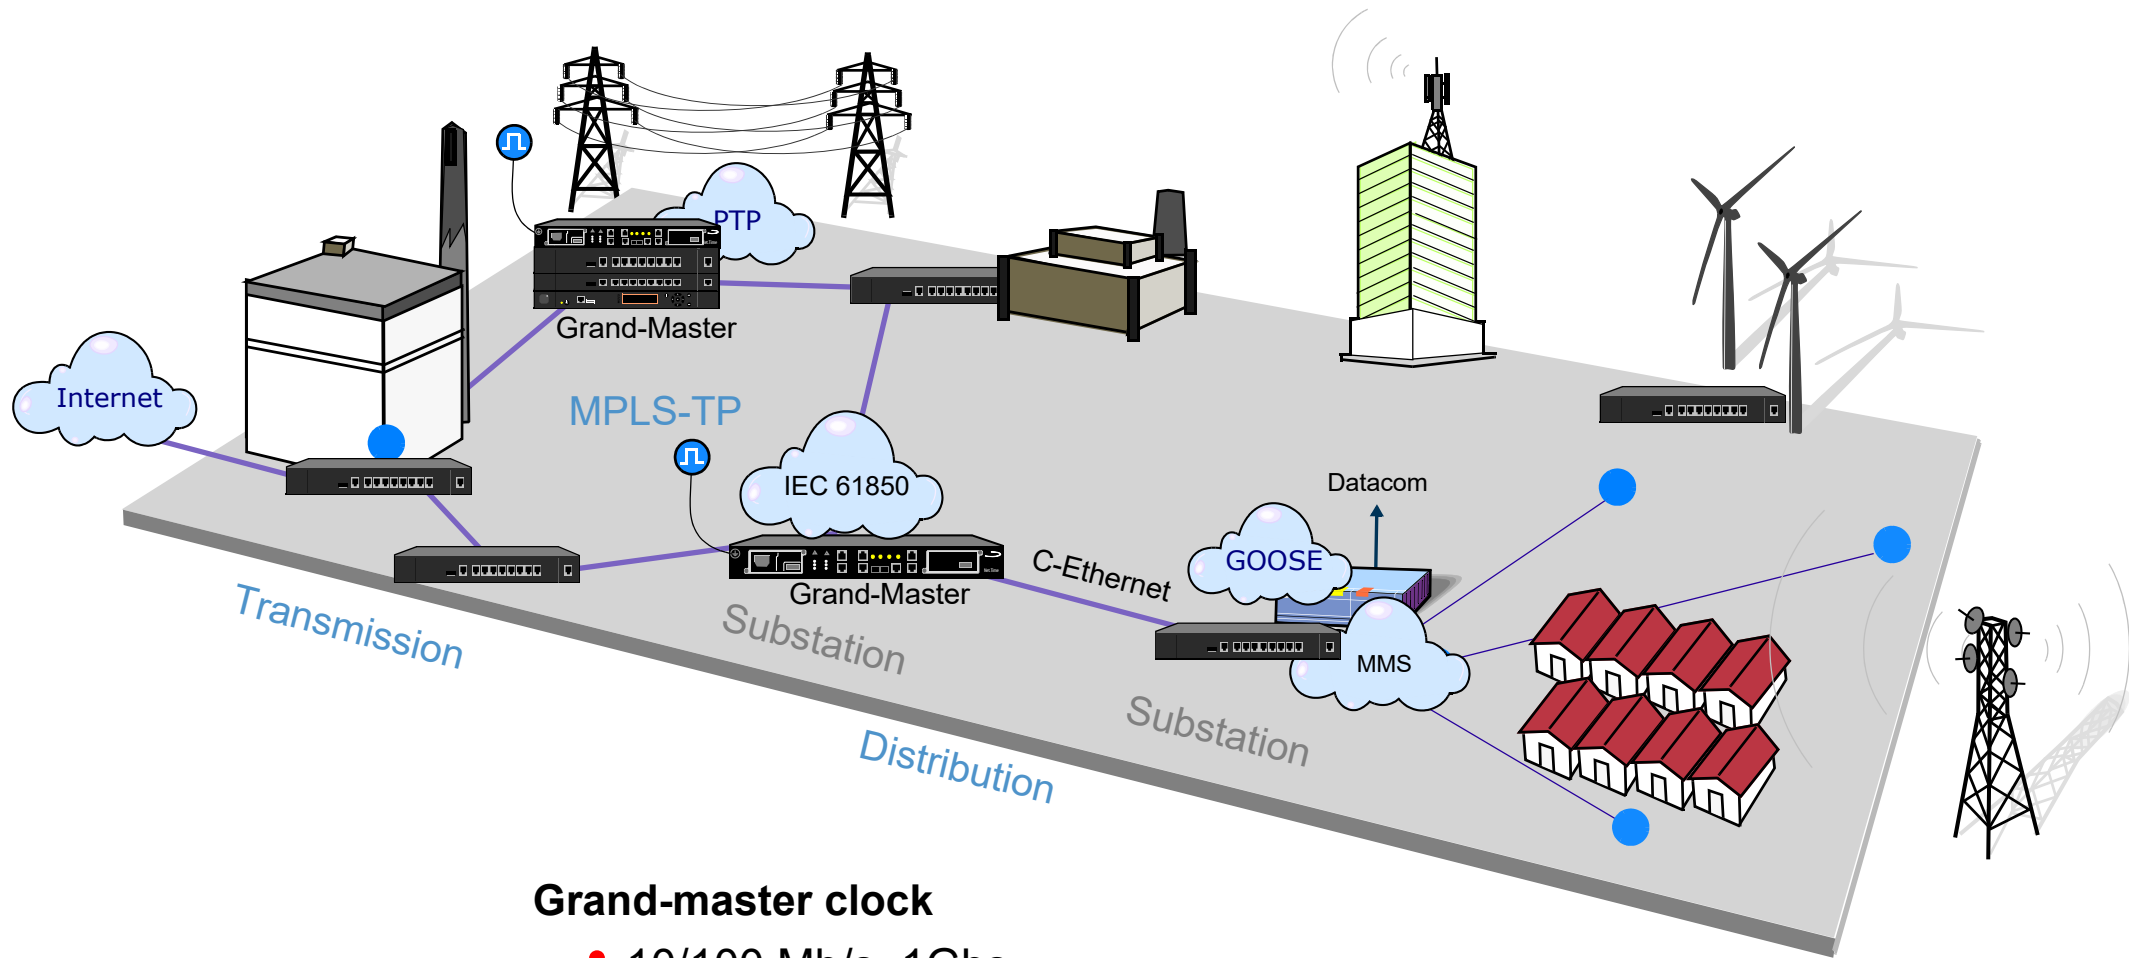 PTP
Grand-Master
Internet
MPLS-TP
IEC 61850
Datacom
GOOSE
C-Ethernet
Grand-Master
Transmission
Substation
MMS
Substation
Distribution
Grand-master clock